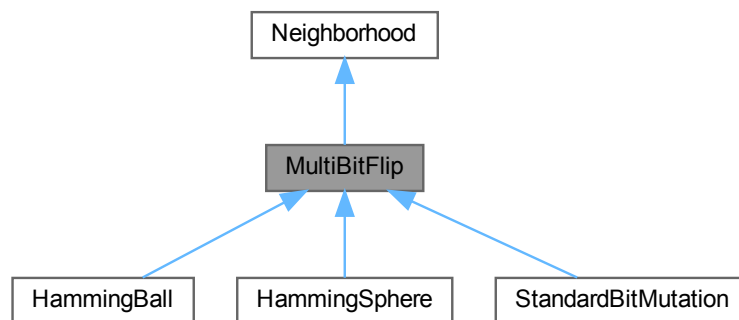 Neighborhood
MultiBitFlip
HammingBall
HammingSphere
StandardBitMutation